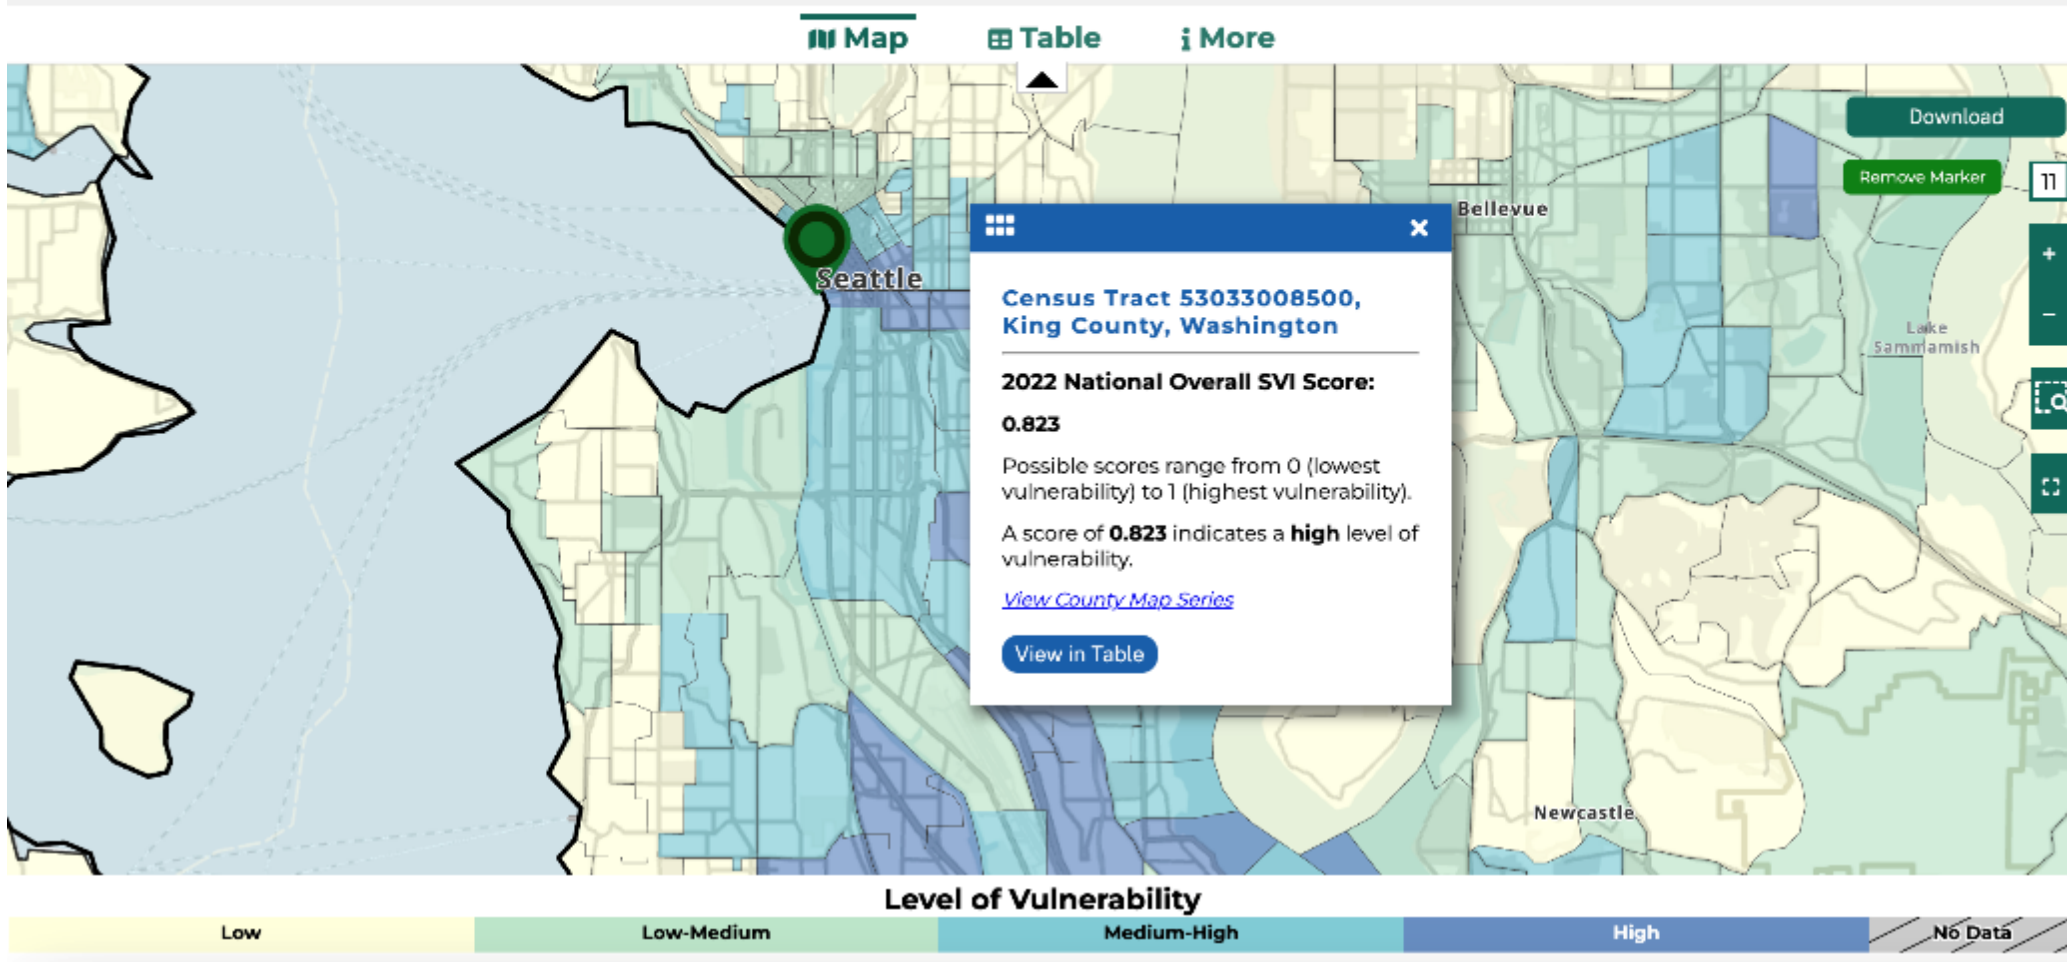 Map
Table
More
Download
Remove Marker
11
+
−
Bellevue
Seattle
Lake
Sammamish
Newcastle
Census Tract 53033008500,
King County, Washington
2022 National Overall SVI Score:
0.823
Possible scores range from 0 (lowest
vulnerability) to 1 (highest vulnerability).
A score of 0.823 indicates a high level of
vulnerability.
View County Map Series
View in Table
Level of Vulnerability
Low
Low-Medium
Medium-High
High
No Data